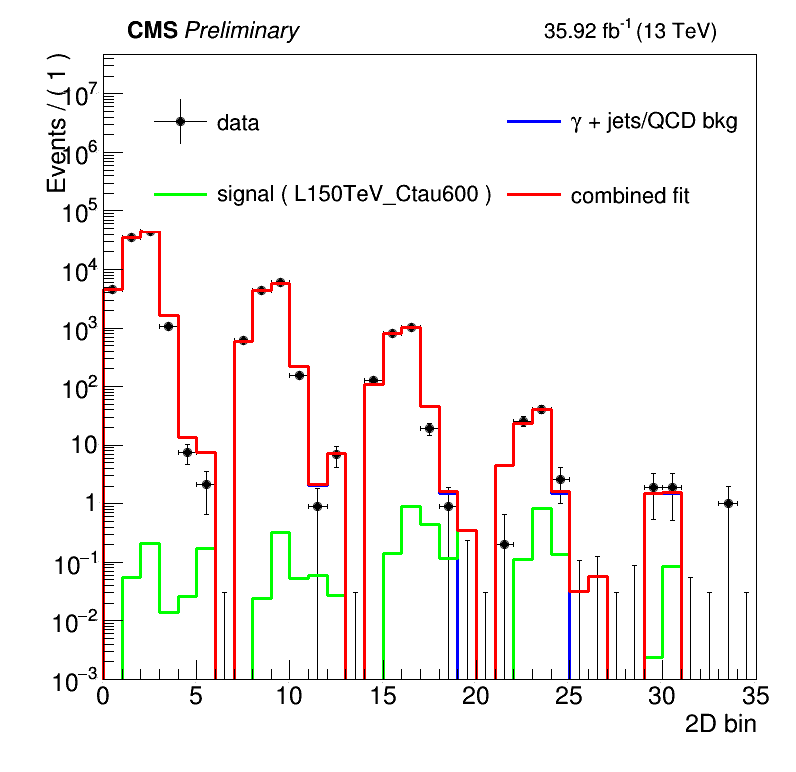 CMS Preliminary 35.92 fb⁻¹ (13 TeV)
Events / ( 1 )
10⁷
10⁶
10⁵
10⁴
10³
10²
10
1
10⁻¹
10⁻²
10⁻³
data
γ + jets/QCD bkg
signal ( L150TeV_Ctau600 )
combined fit
0 5 10 15 20 25 30 35
2D bin